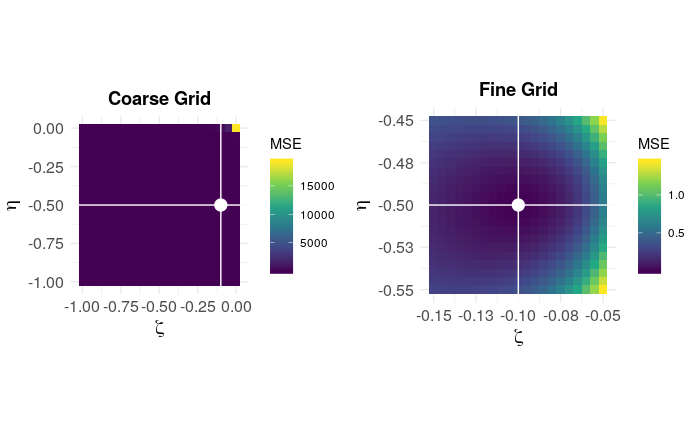 Coarse Grid
0.00
-0.25
-0.50
-0.75
-1.00
η
-1.00 -0.75 -0.50 -0.25 0.00
ζ
MSE
15000
10000
5000
Fine Grid
-0.45
-0.48
-0.50
-0.53
-0.55
η
-0.15 -0.13 -0.10 -0.08 -0.05
ζ
MSE
1.0
0.5